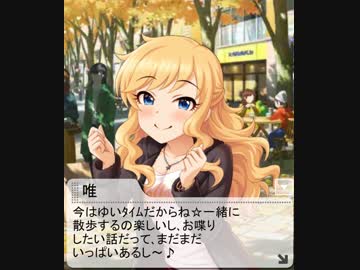 唯
今はゆいﾀｲﾑだからね☆一緒に
散歩するの楽しいし、お喋り
したい話だって、まだまだ
いっぱいあるし～♪